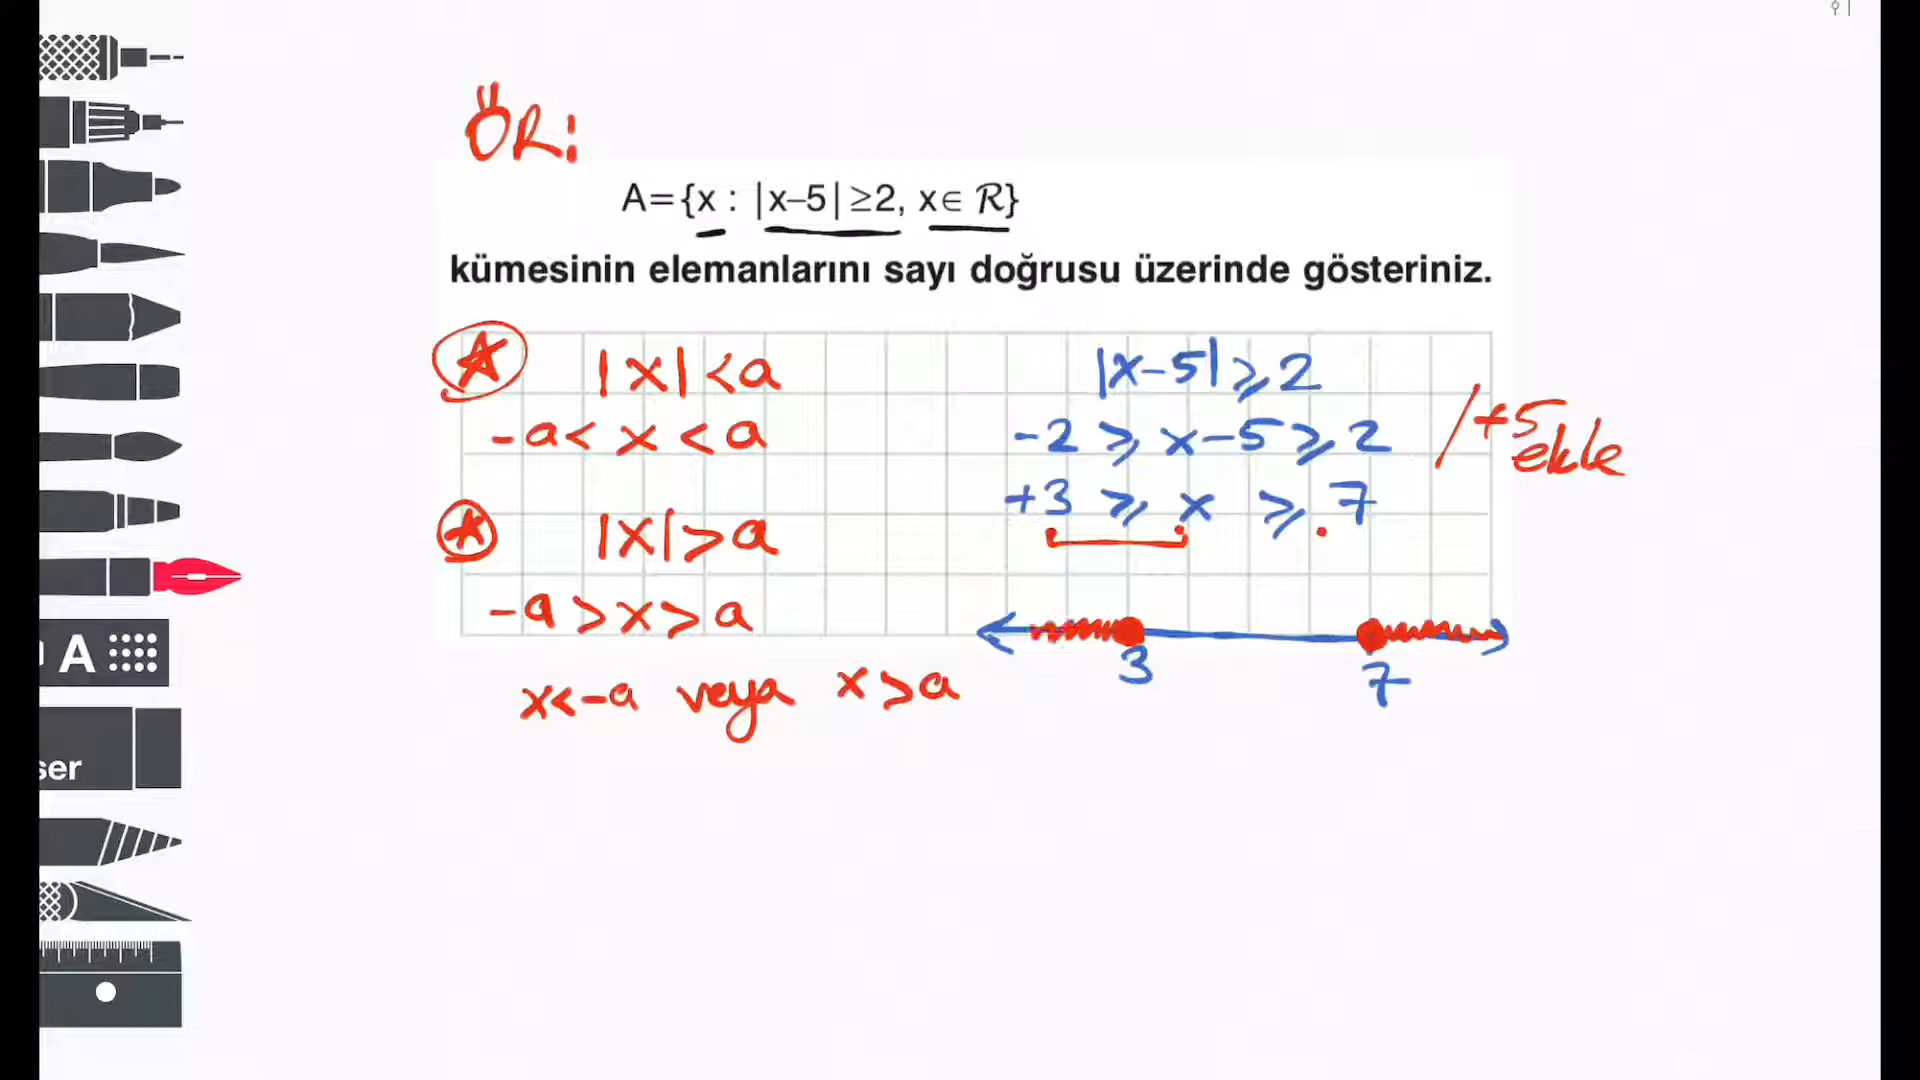 ÖR:
A={x : |x–5|≥2, x∈ R}
kümesinin elemanlarını sayı doğrusu üzerinde gösteriniz.
|x|<a
-a< x <a
|x|>a
-a>x>a
x<-a veya x>a
|x-5|⩾2
-2 ⩾ x-5⩾2
/+5 ekle
+3 ⩾ x ⩾ 7
3 7
A
ser